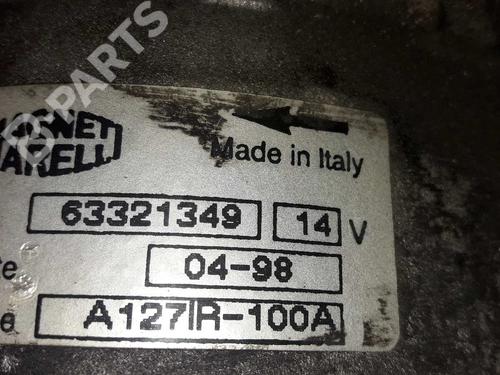 B-PARTS
MAGNETI
MARELLI
Made in Italy
63321349 14 V
04-98
A127IR-100A